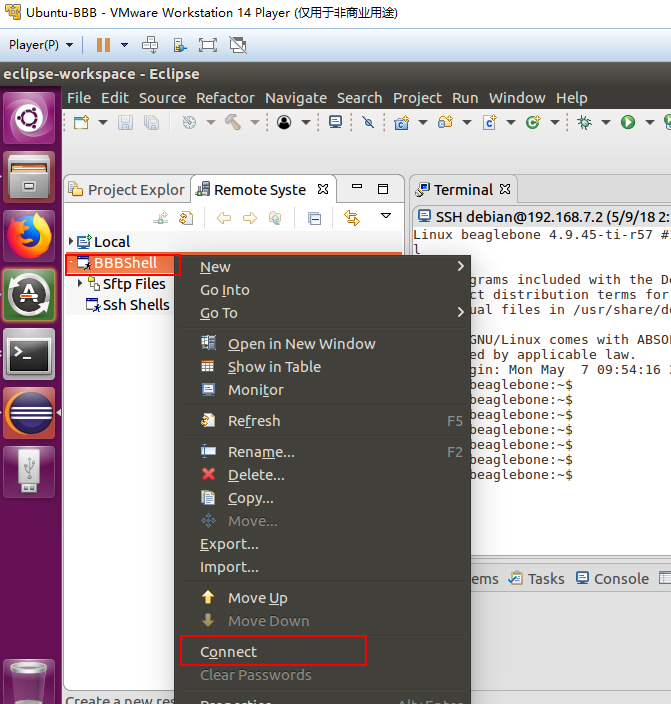 Ubuntu-BBB - VMware Workstation 14 Player (仅用于非商业用途)
Player(P)
eclipse-workspace - Eclipse
File Edit Source Refactor Navigate Search Project Run Window Help
Project Explor Remote Syste Terminal
SSH debian@192.168.7.2 (5/9/18 2:
Local
BBBShell
Sftp Files
Ssh Shells
New
Go Into
Go To
Open in New Window
Show in Table
Monitor
Refresh F5
Rename... F2
Delete...
Copy...
Move...
Export...
Import...
Move Up
Move Down
Connect
Clear Passwords
Properties Alt+Enter
Linux beaglebone 4.9.45-ti-r57 #
l
grams included with the De
ct distribution terms for
ual files in /usr/share/do
GNU/Linux comes with ABSO
ed by applicable law.
gin: Mon May 7 09:54:16 2
beaglebone:~$
beaglebone:~$
beaglebone:~$
beaglebone:~$
beaglebone:~$
beaglebone:~$
beaglebone:~$
ems Tasks Console
Create a new res